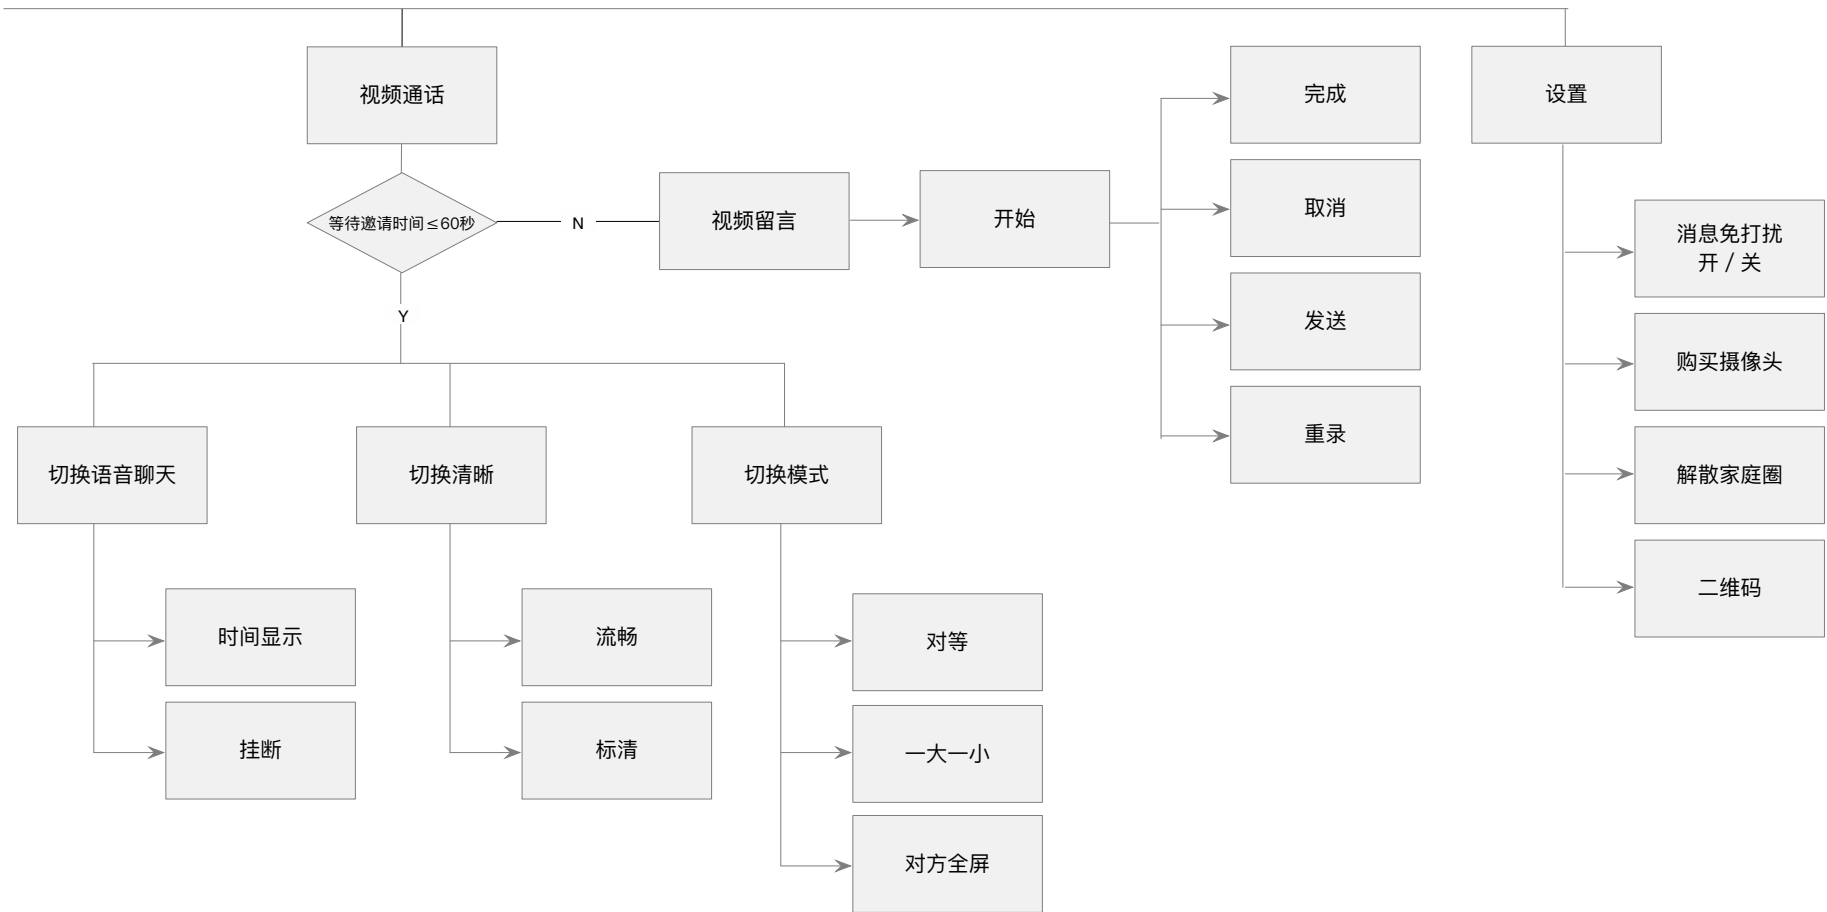 视频通话
等待邀请时间≤60秒
N
视频留言
开始
完成
取消
发送
重录
设置
消息免打扰
开 / 关
购买摄像头
解散家庭圈
二维码
Y
切换语音聊天
时间显示
挂断
切换清晰
流畅
标清
切换模式
对等
一大一小
对方全屏